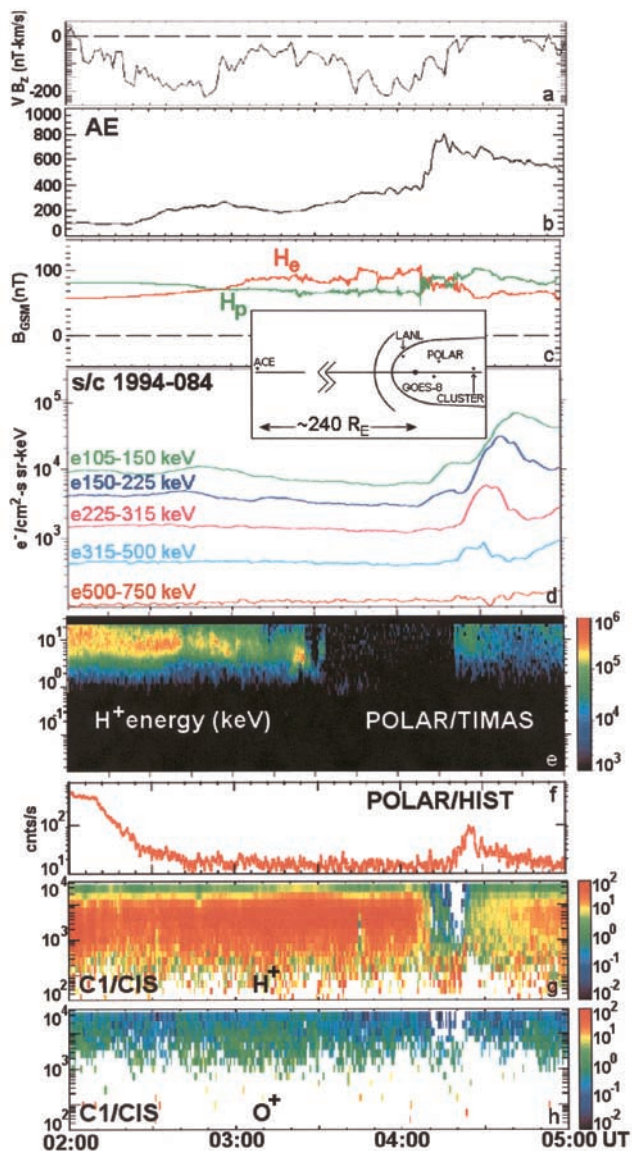 V B_Z (nT-km/s)
0
-200
a
AE
1000
800
600
400
200
0
b
B_GSM (nT)
100
0
H_e
H_p
c
ACE
LANL
POLAR
GOES-8
CLUSTER
~240 R_E
s/c 1994-084
e⁻/cm²-s sr-keV
10⁵
10⁴
10³
e105-150 keV
e150-225 keV
e225-315 keV
e315-500 keV
e500-750 keV
d
10¹
10⁰
10¹
H⁺energy (keV)
POLAR/TIMAS
e
10⁶
10⁵
10⁴
10³
cnts/s
10²
10¹
POLAR/HIST
f
10⁴
10³
10²
C1/CIS
H⁺
g
10²
10¹
10⁰
10⁻¹
10⁻²
10⁴
10³
10²
C1/CIS
O⁺
h
10²
10¹
10⁰
10⁻¹
10⁻²
02:00
03:00
04:00
05:00 UT